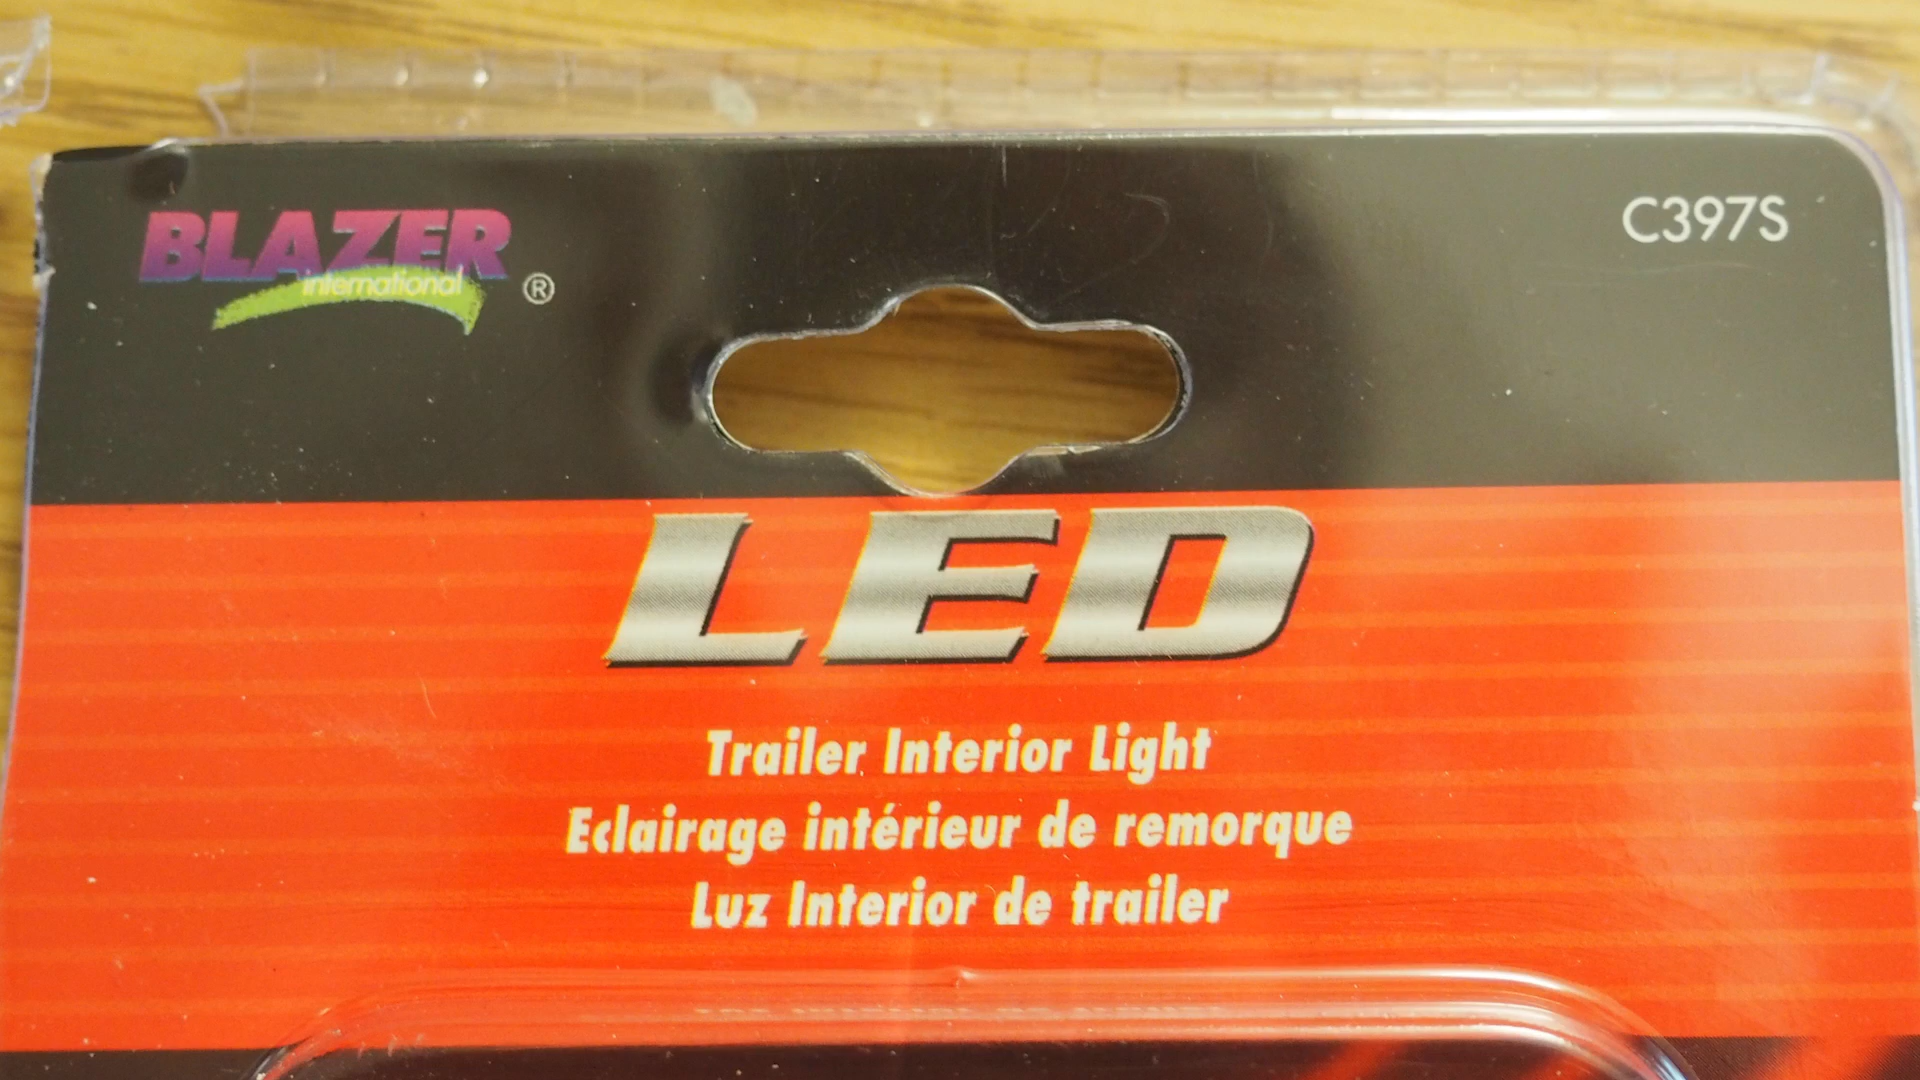 BLAZER
international
®
C397S
LED
Trailer Interior Light
Eclairage intérieur de remorque
Luz Interior de trailer